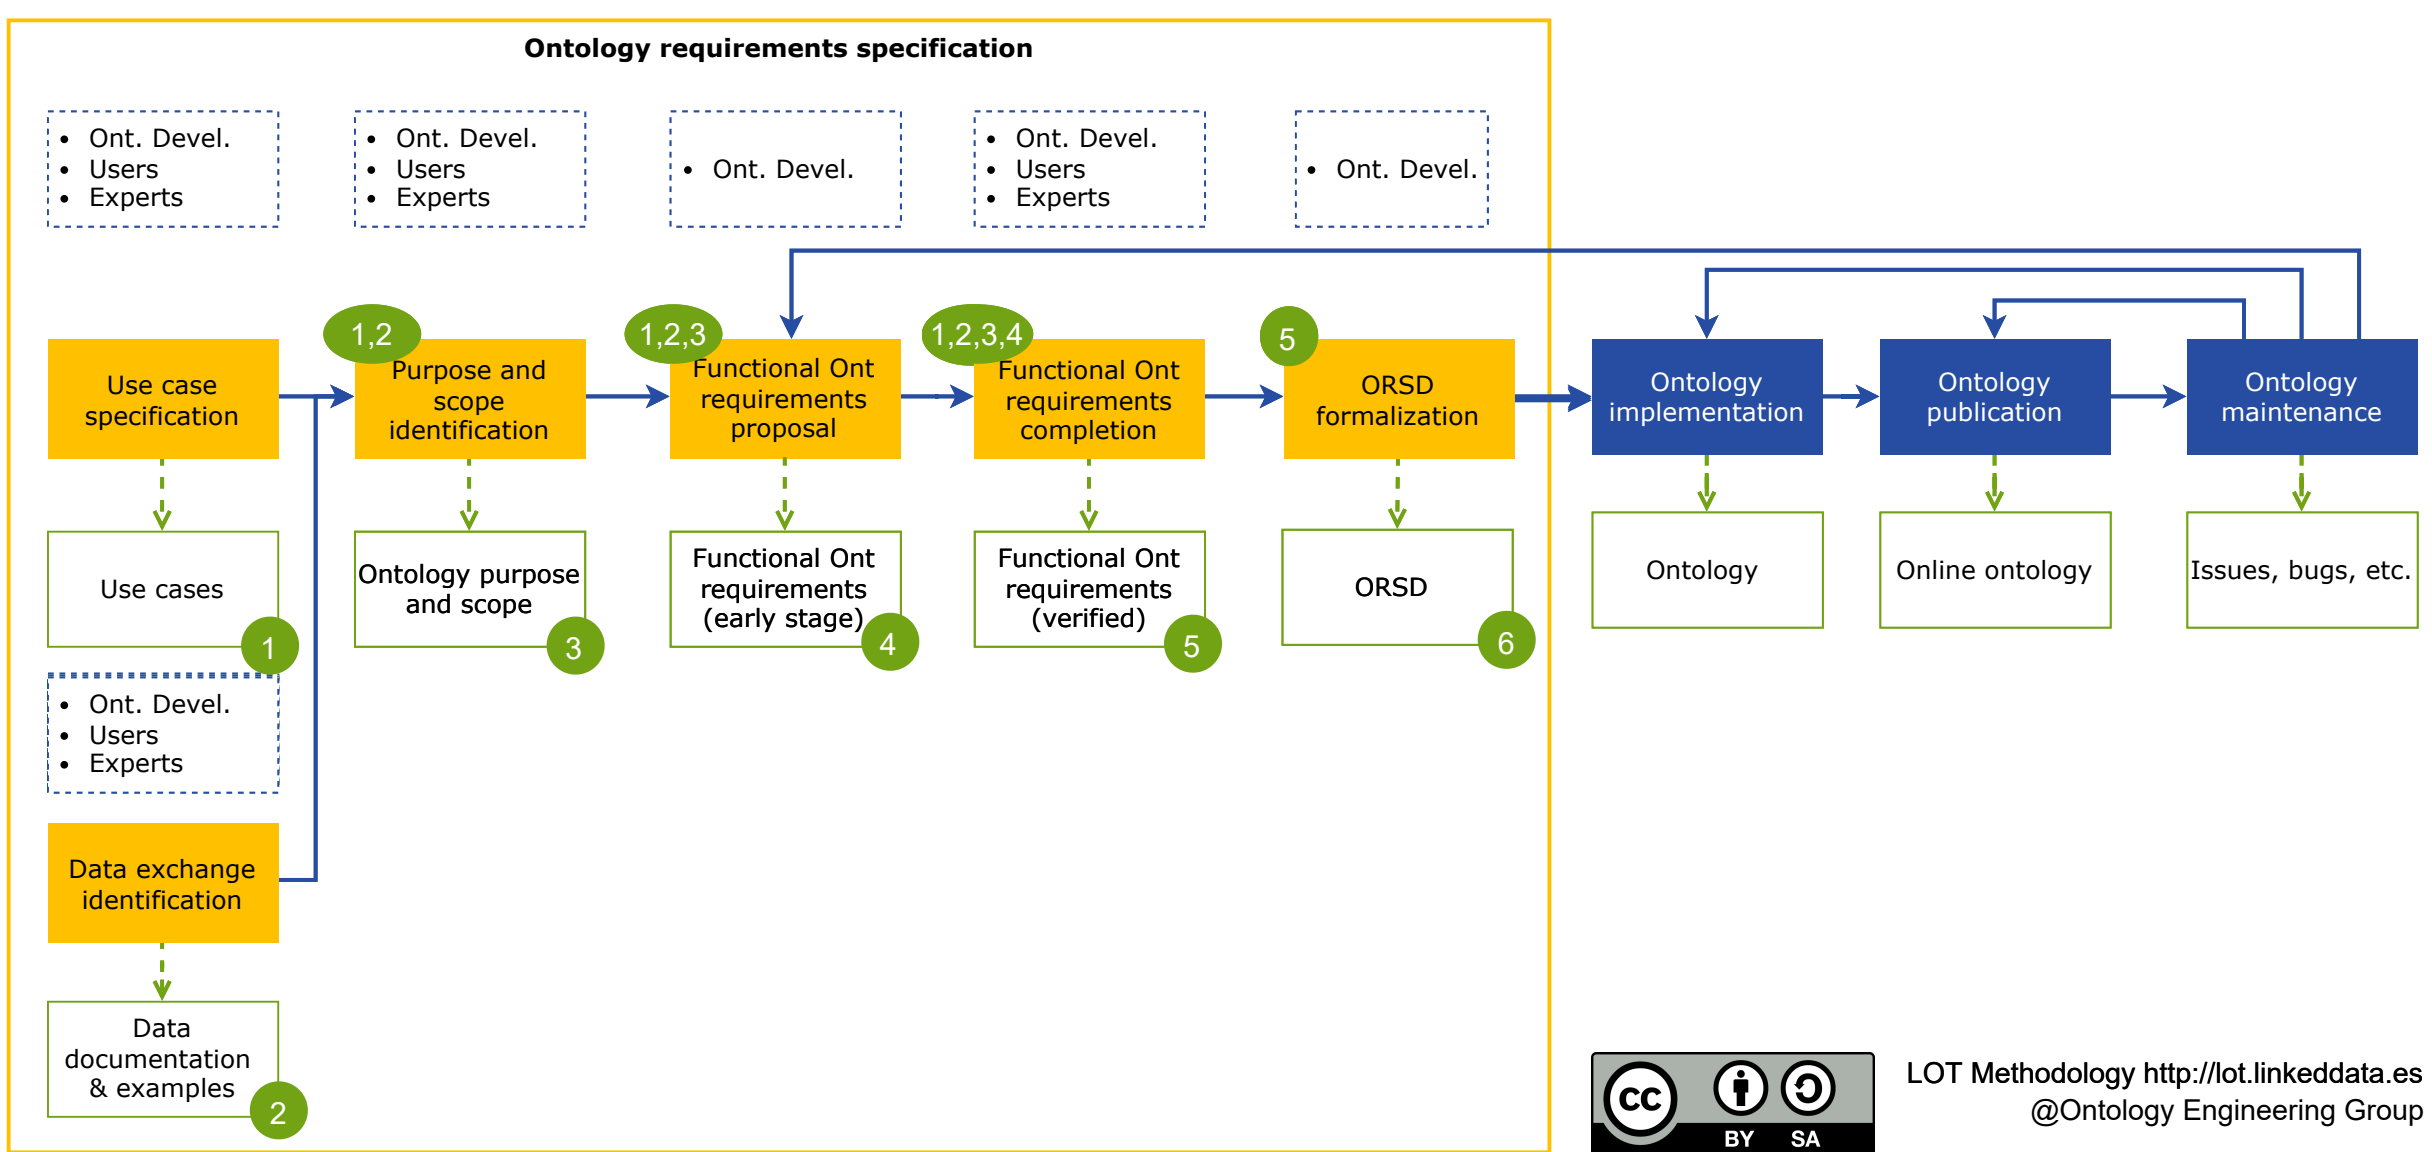 Ontology requirements specification
• Ont. Devel.
• Users
• Experts
• Ont. Devel.
• Users
• Experts
• Ont. Devel.
• Ont. Devel.
• Users
• Experts
• Ont. Devel.
1,2
1,2,3
1,2,3,4
5
Use case
specification
Purpose and
scope
identification
Functional Ont
requirements
proposal
Functional Ont
requirements
completion
ORSD
formalization
Ontology
implementation
Ontology
publication
Ontology
maintenance
Use cases
1
Ontology purpose
and scope
3
Functional Ont
requirements
(early stage)
4
Functional Ont
requirements
(verified)
5
ORSD
6
Ontology
Online ontology
Issues, bugs, etc.
• Ont. Devel.
• Users
• Experts
Data exchange
identification
Data
documentation
& examples
2
cc
BY SA
LOT Methodology http://lot.linkeddata.es
@Ontology Engineering Group